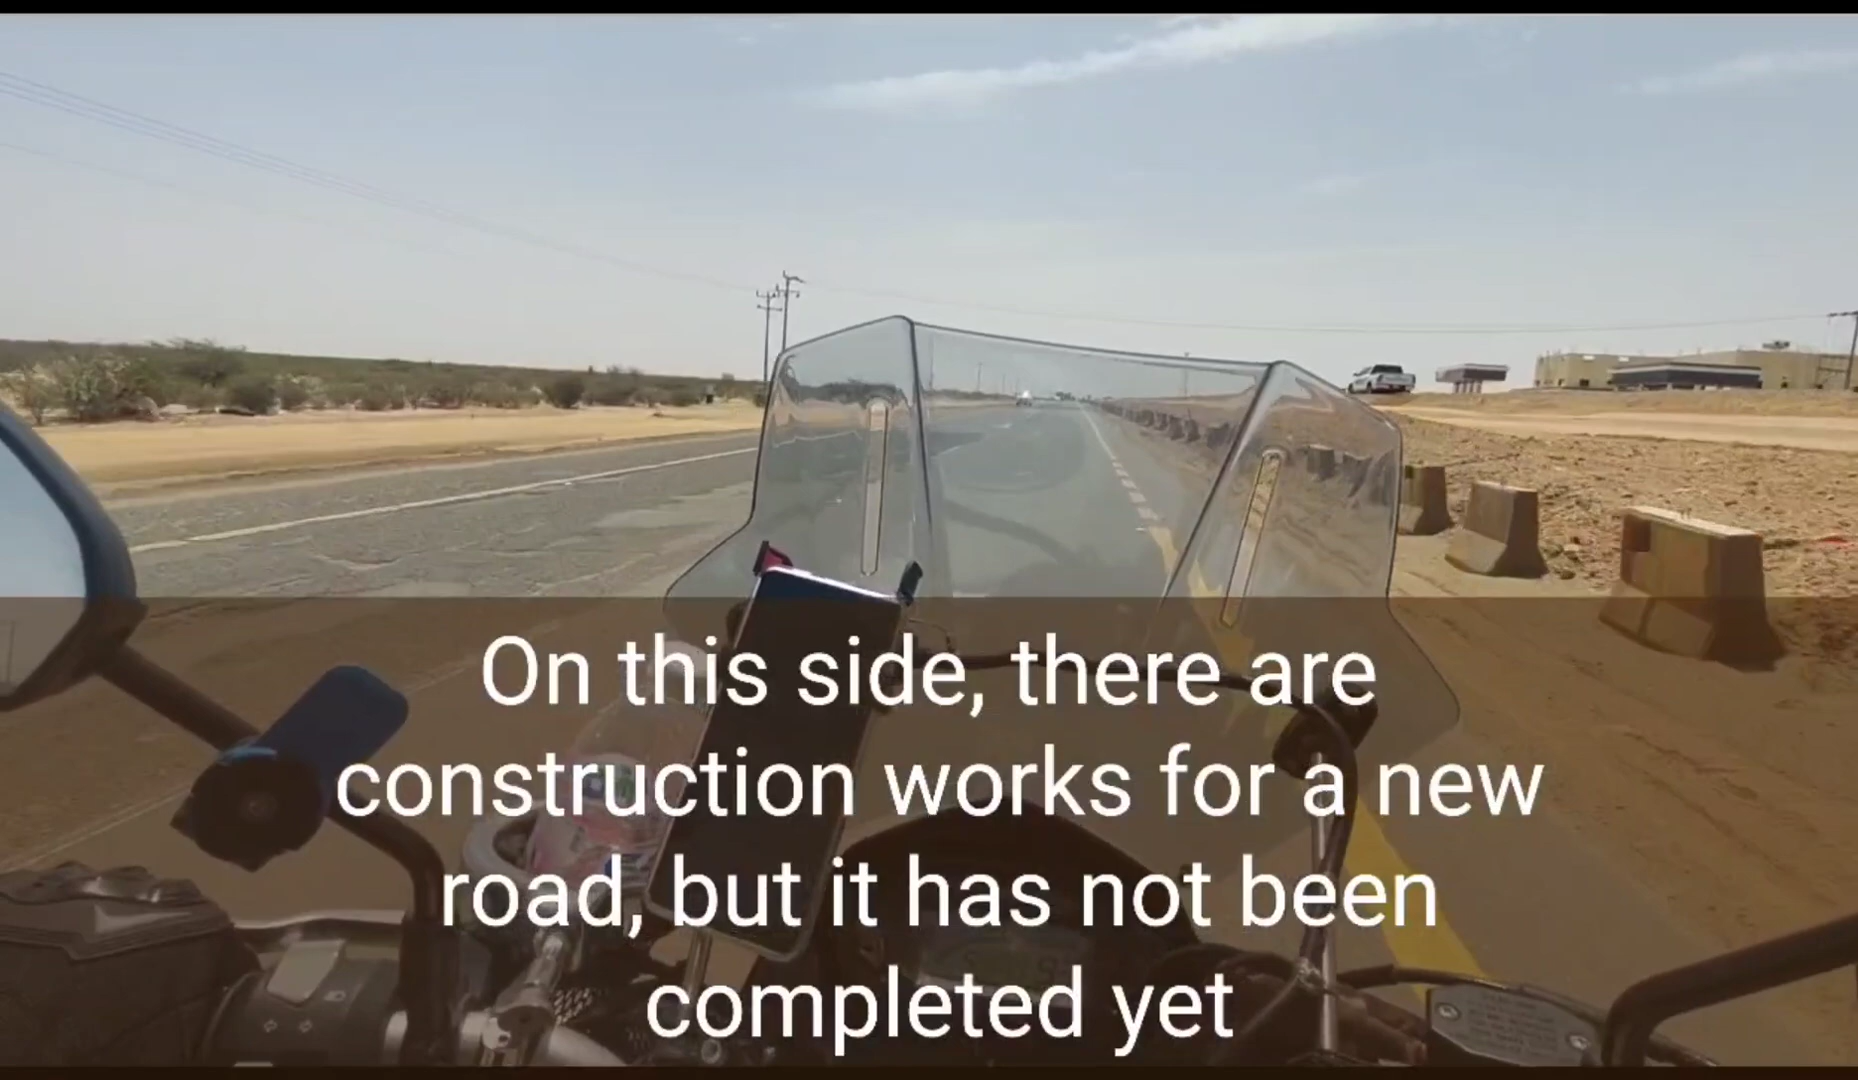 On this side, there are
construction works for a new
road, but it has not been
completed yet